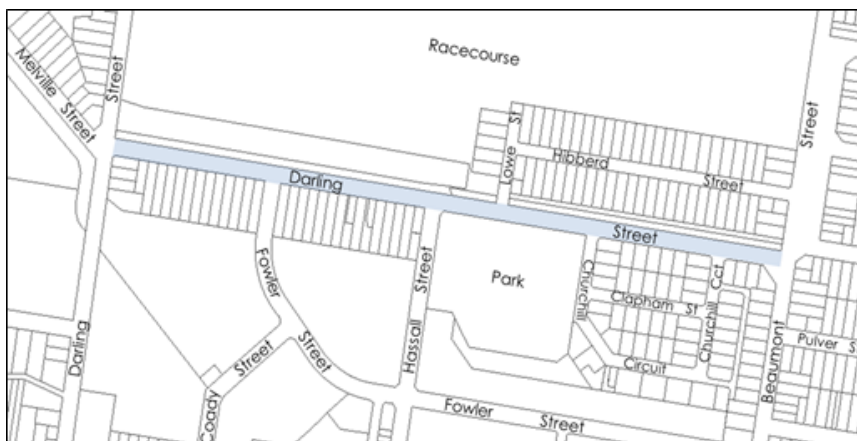 Racecourse
Melville
Street
Street
Street
Lowe St
Hibberd
Street
Darling
Street
Fowler
Street
Park
Churchill
Cct
Clapham St
Churchill
Circuit
Hassall
Street
Street
Coady
Darling
Fowler
Street
Beaumont
Pulver S